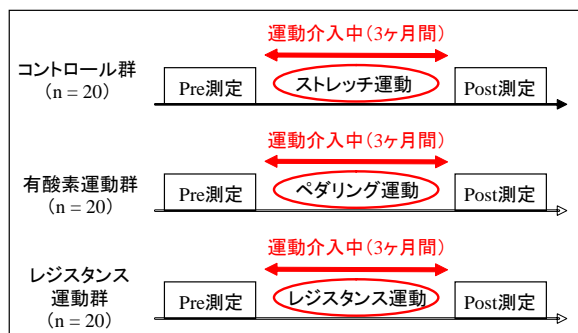 運動介入中(3ヶ月間)
コントロール群
(n = 20)
Pre測定
ストレッチ運動
Post測定
運動介入中(3ヶ月間)
有酸素運動群
(n = 20)
Pre測定
ペダリング運動
Post測定
運動介入中(3ヶ月間)
レジスタンス
運動群
(n = 20)
Pre測定
レジスタンス運動
Post測定